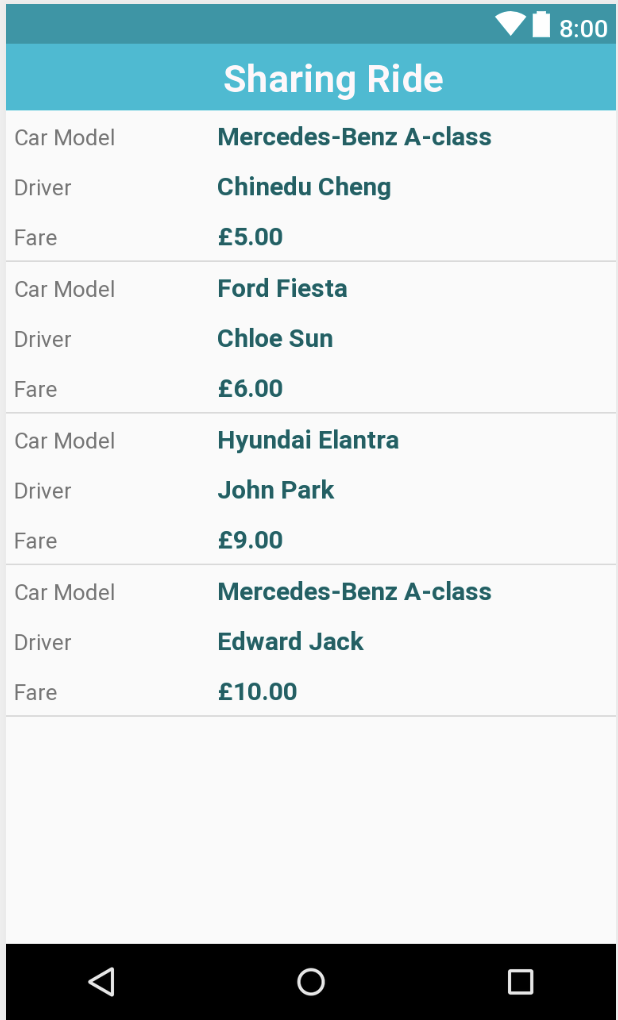 8:00
Sharing Ride
Car Model Mercedes-Benz A-class
Driver Chinedu Cheng
Fare £5.00
Car Model Ford Fiesta
Driver Chloe Sun
Fare £6.00
Car Model Hyundai Elantra
Driver John Park
Fare £9.00
Car Model Mercedes-Benz A-class
Driver Edward Jack
Fare £10.00